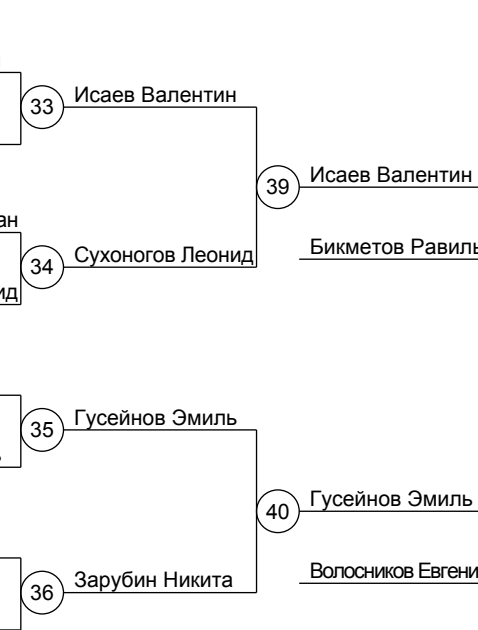 33 Исаев Валентин
39 Исаев Валентин
34 Сухоногов Леонид
Бикметов Равиль
35 Гусейнов Эмиль
40 Гусейнов Эмиль
36 Зарубин Никита
Волосников Евгени